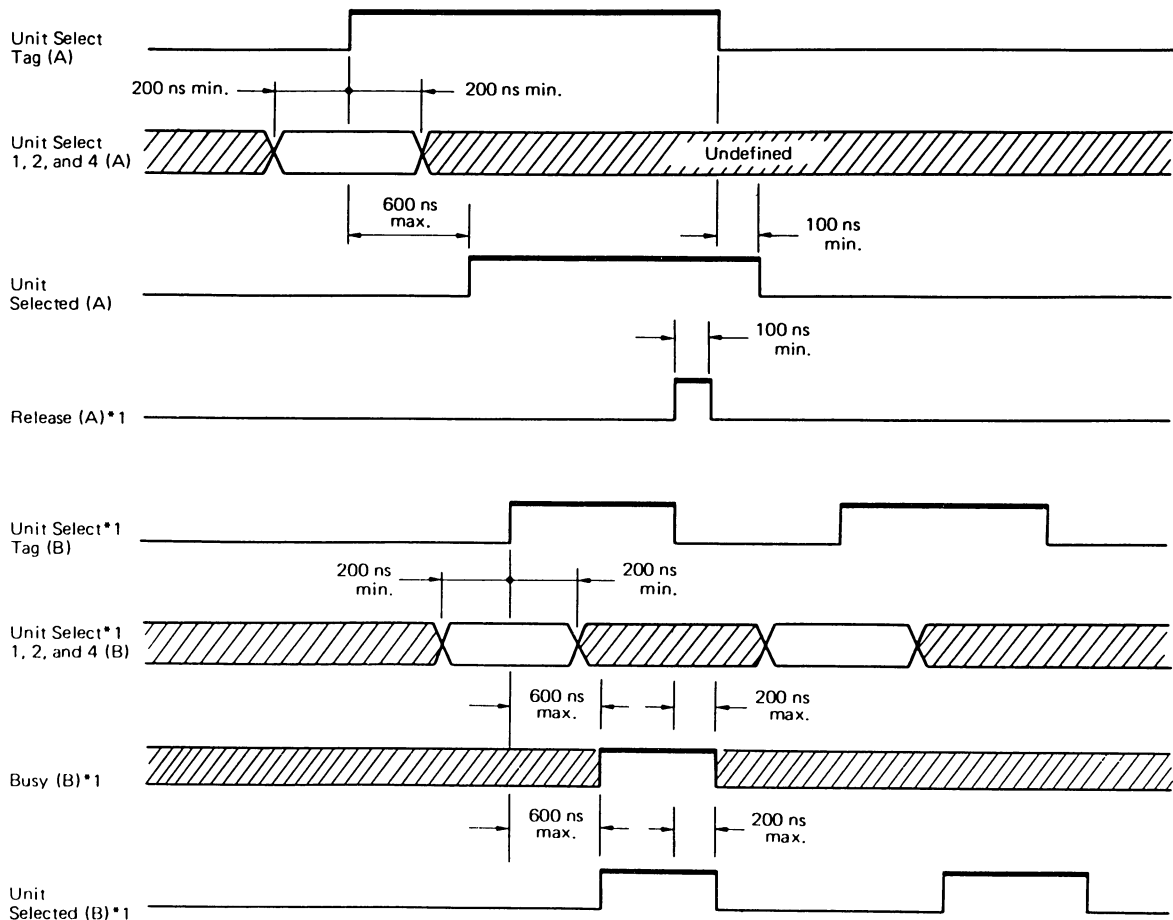 Unit Select
Tag (A)
200 ns min.
200 ns min.
Unit Select
1, 2, and 4 (A)
Undefined
600 ns
max.
100 ns
min.
Unit
Selected (A)
100 ns
min.
Release (A)*1
Unit Select*1
Tag (B)
200 ns
min.
200 ns
min.
Unit Select*1
1, 2, and 4 (B)
600 ns
max.
200 ns
max.
Busy (B)*1
600 ns
max.
200 ns
max.
Unit
Selected (B)*1